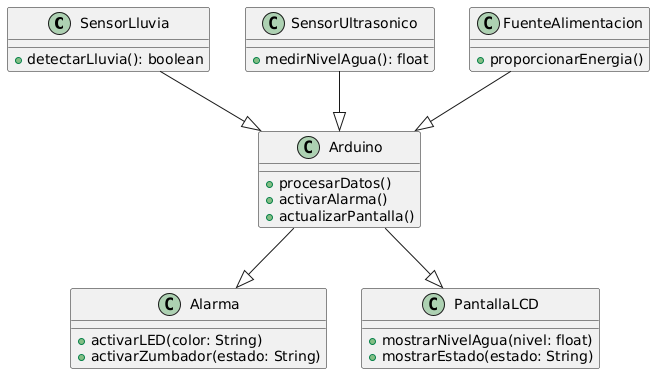 C SensorLluvia
detectarLluvia(): boolean
C SensorUltrasonico
medirNivelAgua(): float
C FuenteAlimentacion
proporcionarEnergia()
C Arduino
procesarDatos()
activarAlarma()
actualizarPantalla()
C Alarma
activarLED(color: String)
activarZumbador(estado: String)
C PantallaLCD
mostrarNivelAgua(nivel: float)
mostrarEstado(estado: String)